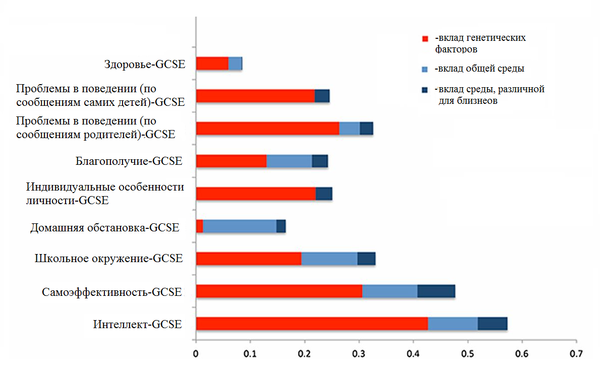 -вклад генетических
факторов
-вклад общей среды
-вклад среды, различной
для близнеов
Здоровье-GCSE
Проблемы в поведении (по
сообщениям самих детей)-GCSE
Проблемы в поведении (по
сообщениям родителей)-GCSE
Благополучие-GCSE
Индивидуальные особенности
личности-GCSE
Домашняя обстановка-GCSE
Школьное окружение-GCSE
Самоэффективность-GCSE
Интеллект-GCSE
0 0.1 0.2 0.3 0.4 0.5 0.6 0.7